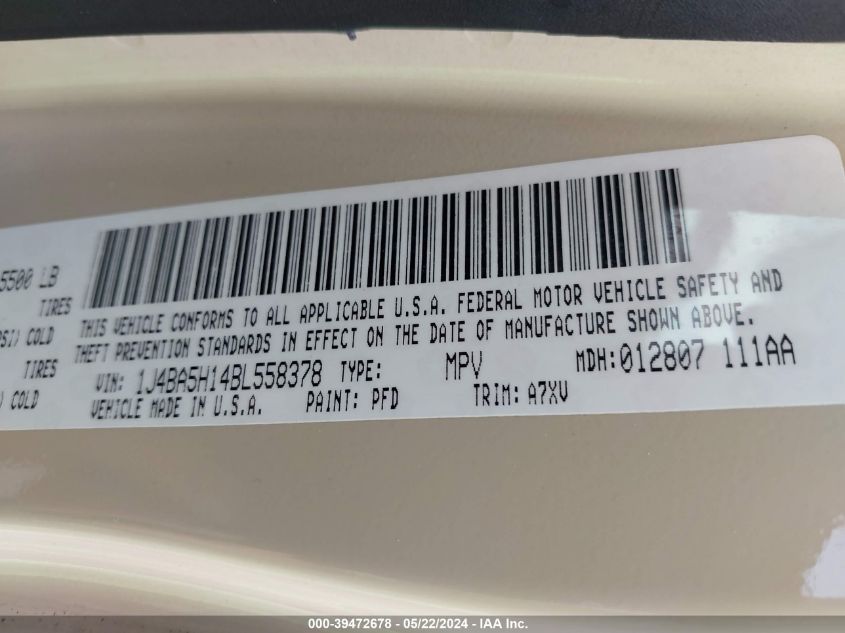 5500 LB
TIRES
COLD
TIRES
) COLD
THIS VEHICLE CONFORMS TO ALL APPLICABLE U.S.A. FEDERAL MOTOR VEHICLE SAFETY AND
THEFT PREVENTION STANDARDS IN EFFECT ON THE DATE OF MANUFACTURE SHOWN ABOVE.
VIN: 1J4BA5H14BL558378 TYPE: MPV MDH:012807 111AA
VEHICLE MADE IN U.S.A. PAINT: PFD TRIM: A7XV
000-39472678 - 05/22/2024 - IAA Inc.